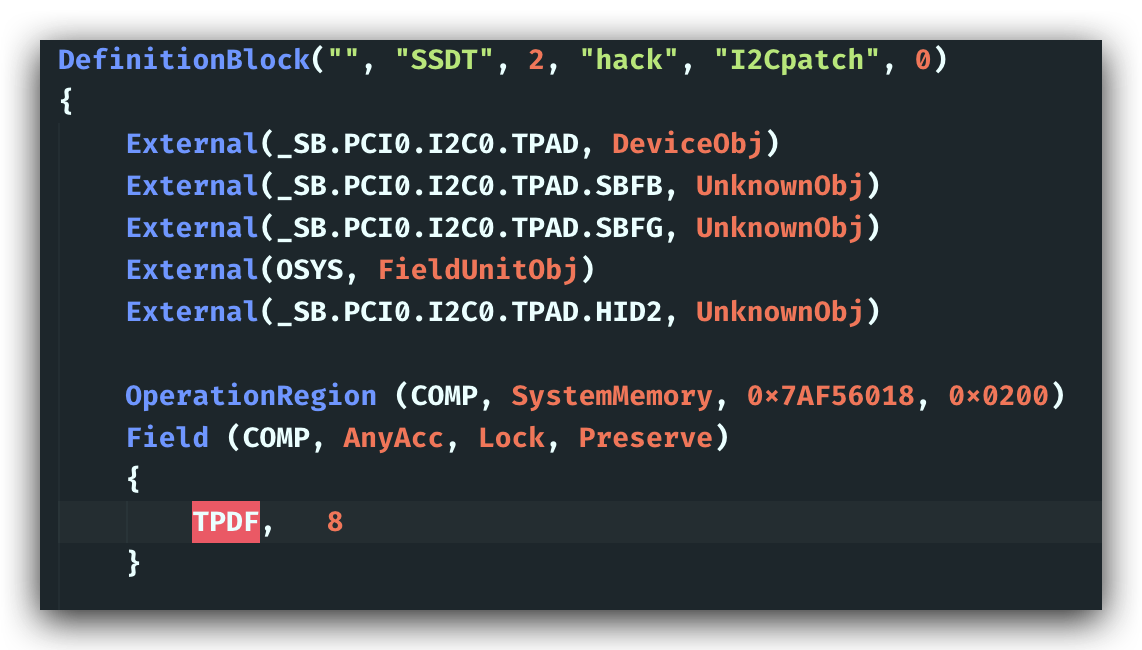 DefinitionBlock("", "SSDT", 2, "hack", "I2Cpatch", 0)
{
External(_SB.PCI0.I2C0.TPAD, DeviceObj)
External(_SB.PCI0.I2C0.TPAD.SBFB, UnknownObj)
External(_SB.PCI0.I2C0.TPAD.SBFG, UnknownObj)
External(OSYS, FieldUnitObj)
External(_SB.PCI0.I2C0.TPAD.HID2, UnknownObj)
OperationRegion (COMP, SystemMemory, 0x7AF56018, 0x0200)
Field (COMP, AnyAcc, Lock, Preserve)
{
TPDF,   8
}